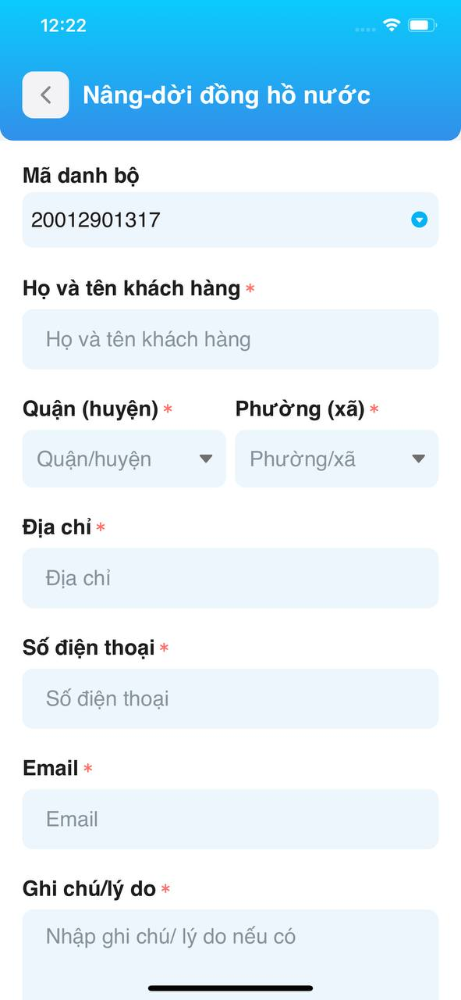 12:22
Nâng-dời đồng hồ nước
Mã danh bộ
20012901317
Họ và tên khách hàng *
Họ và tên khách hàng
Quận (huyện) * Phường (xã) *
Quận/huyện Phường/xã
Địa chỉ *
Địa chỉ
Số điện thoại *
Số điện thoại
Email *
Email
Ghi chú/lý do *
Nhập ghi chú/ lý do nếu có